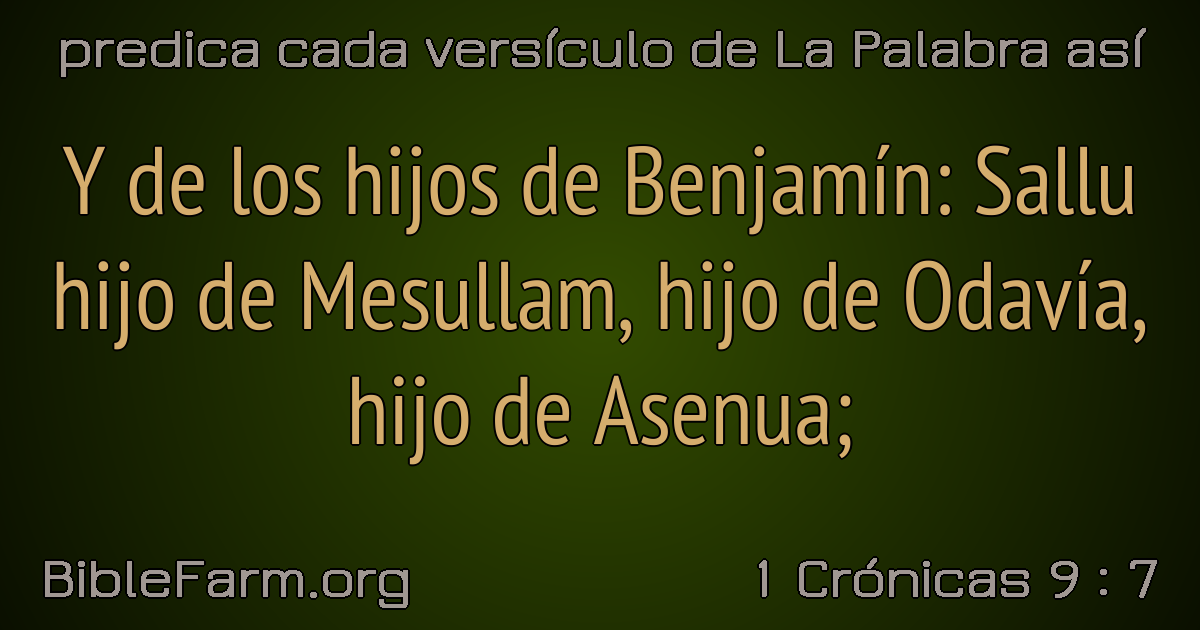 predica cada versículo de La Palabra así
Y de los hijos de Benjamín: Sallu
hijo de Mesullam, hijo de Odavía,
hijo de Asenua;
BibleFarm.org
1 Crónicas 9 : 7